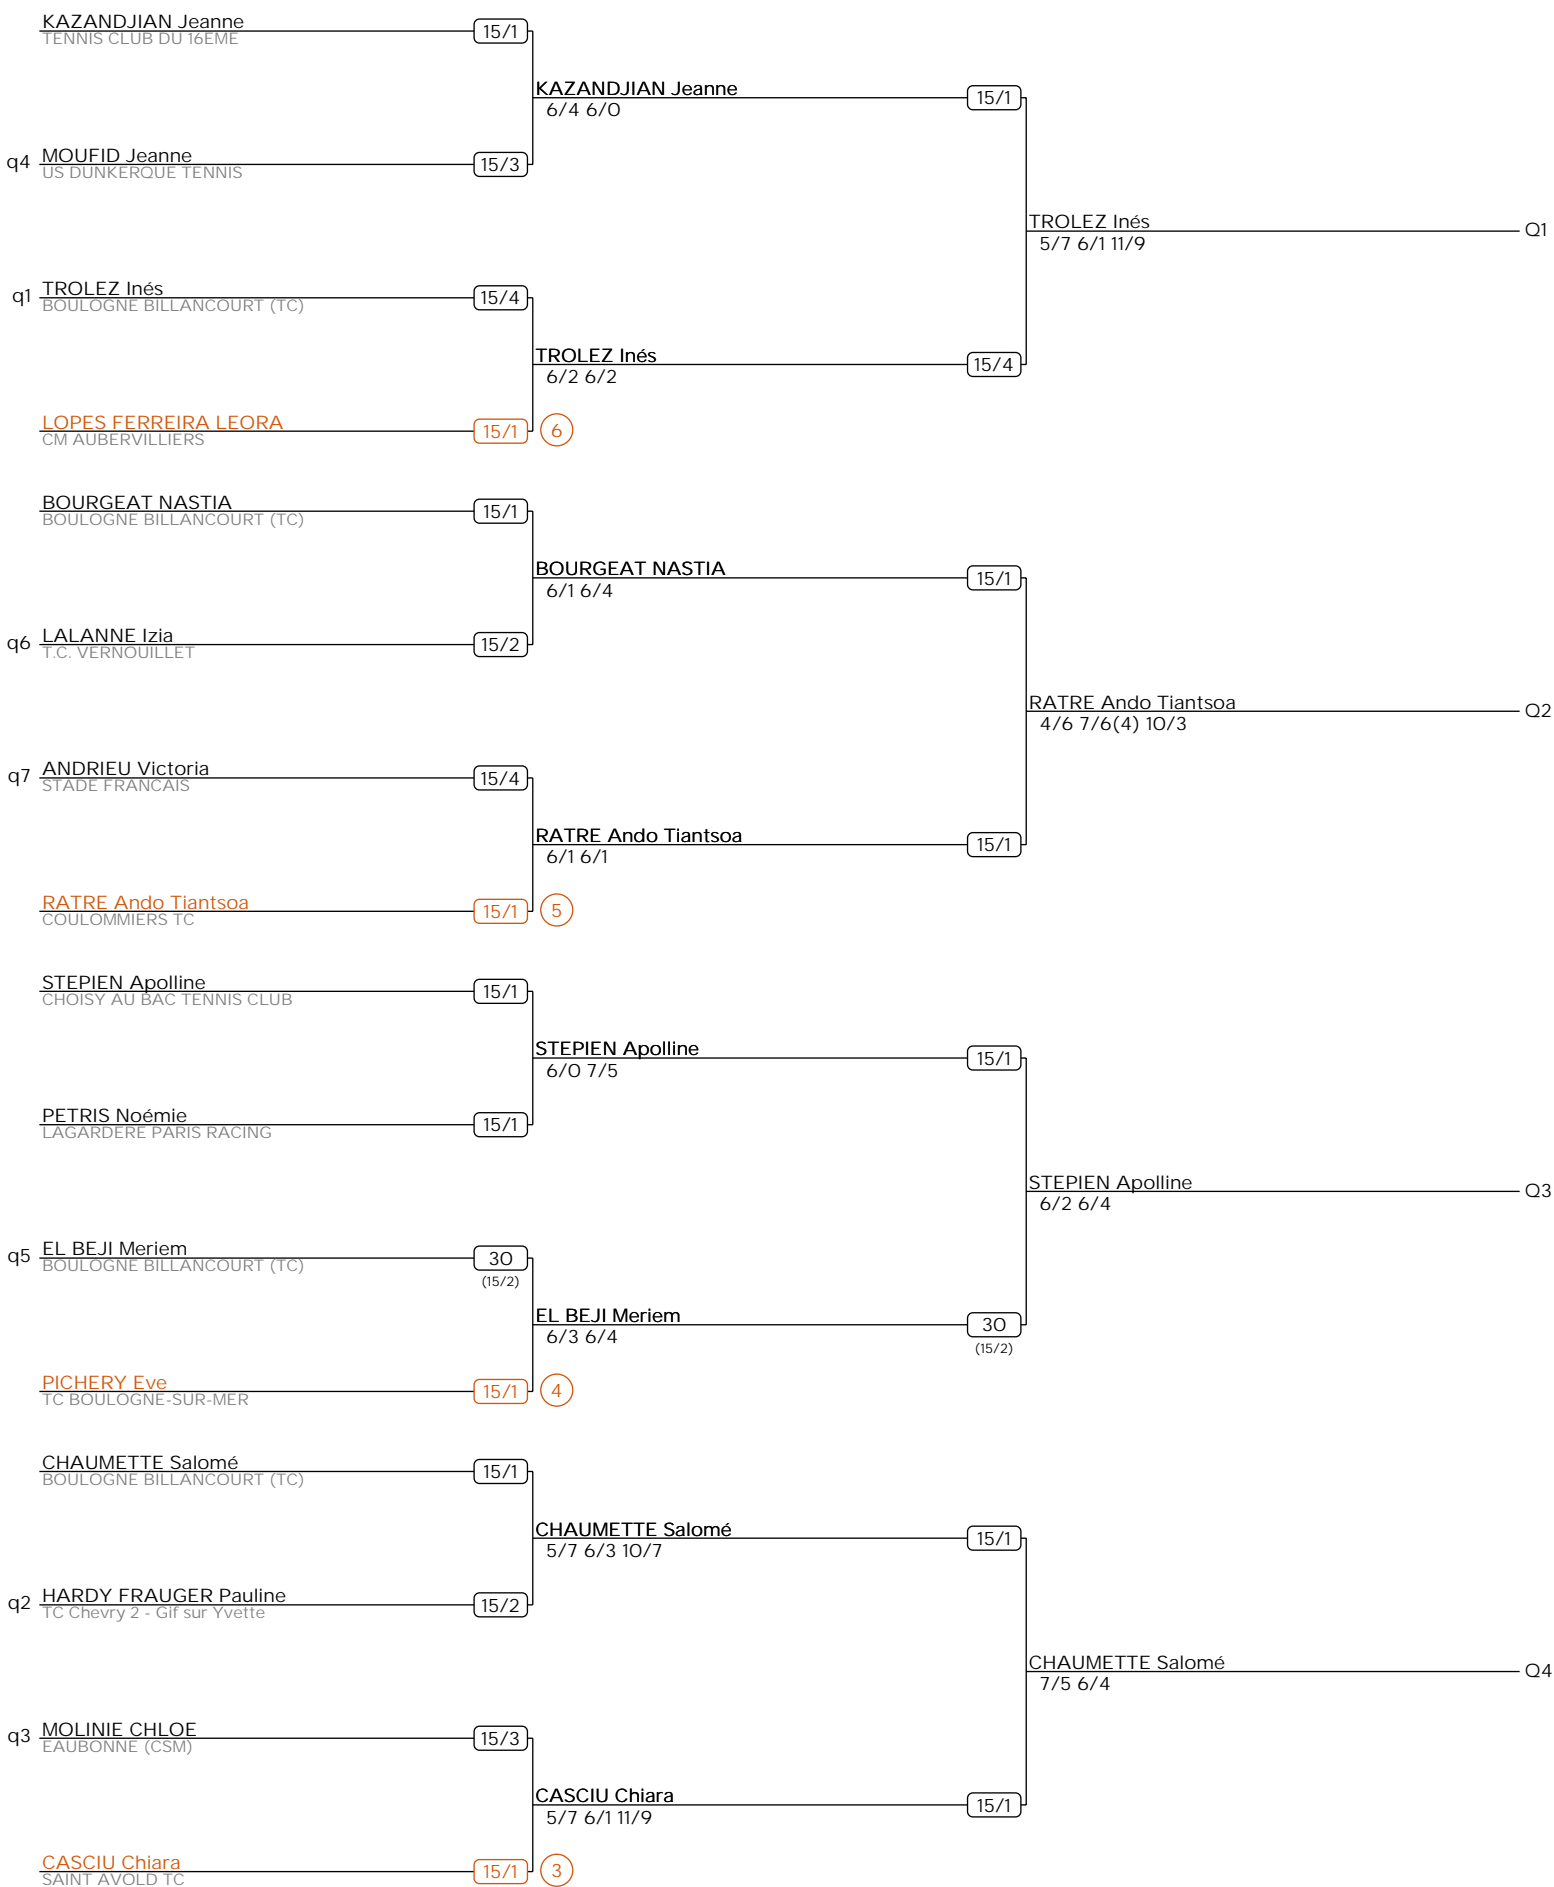 KAZANDJIAN Jeanne
TENNIS CLUB DU 16EME
15/1
KAZANDJIAN Jeanne
6/4 6/0
15/1
q4
MOUFID Jeanne
US DUNKERQUE TENNIS
15/3
TROLEZ Inés
5/7 6/1 11/9
Q1
q1
TROLEZ Inés
BOULOGNE BILLANCOURT (TC)
15/4
TROLEZ Inés
6/2 6/2
15/4
LOPES FERREIRA LEORA
CM AUBERVILLIERS
15/1
6
BOURGEAT NASTIA
BOULOGNE BILLANCOURT (TC)
15/1
BOURGEAT NASTIA
6/1 6/4
15/1
q6
LALANNE Izia
T.C. VERNOUILLET
15/2
RATRE Ando Tiantsoa
4/6 7/6(4) 10/3
Q2
q7
ANDRIEU Victoria
STADE FRANCAIS
15/4
RATRE Ando Tiantsoa
6/1 6/1
15/1
RATRE Ando Tiantsoa
COULOMMIERS TC
15/1
5
STEPIEN Apolline
CHOISY AU BAC TENNIS CLUB
15/1
STEPIEN Apolline
6/0 7/5
15/1
PETRIS Noémie
LAGARDERE PARIS RACING
15/1
STEPIEN Apolline
6/2 6/4
Q3
q5
EL BEJI Meriem
BOULOGNE BILLANCOURT (TC)
30
(15/2)
EL BEJI Meriem
6/3 6/4
30
(15/2)
PICHERY Eve
TC BOULOGNE-SUR-MER
15/1
4
CHAUMETTE Salomé
BOULOGNE BILLANCOURT (TC)
15/1
CHAUMETTE Salomé
5/7 6/3 10/7
15/1
q2
HARDY FRAUGER Pauline
TC Chevry 2 - Gif sur Yvette
15/2
CHAUMETTE Salomé
7/5 6/4
Q4
q3
MOLINIE CHLOE
EAUBONNE (CSM)
15/3
CASCIU Chiara
5/7 6/1 11/9
15/1
CASCIU Chiara
SAINT AVOLD TC
15/1
3